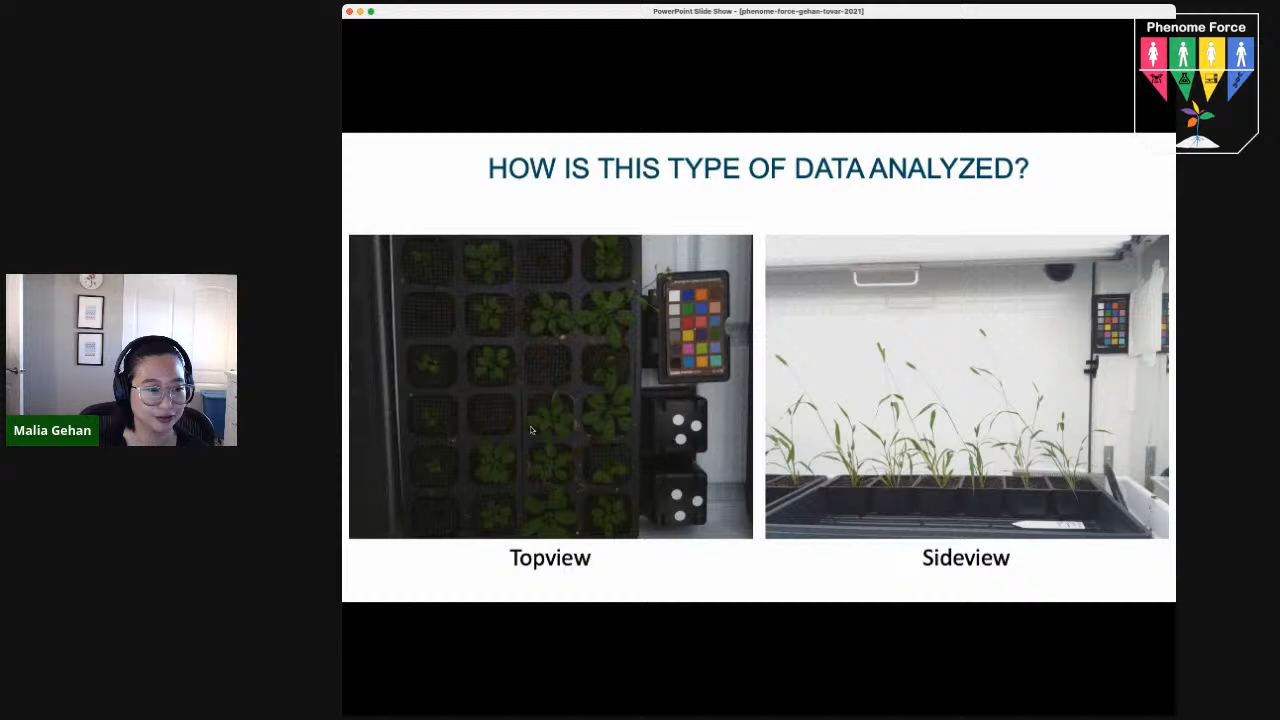 PowerPoint Slide Show - [phenome-force-gehan-tovar-2021]
Phenome Force
HOW IS THIS TYPE OF DATA ANALYZED?
Malia Gehan
Topview
Sideview